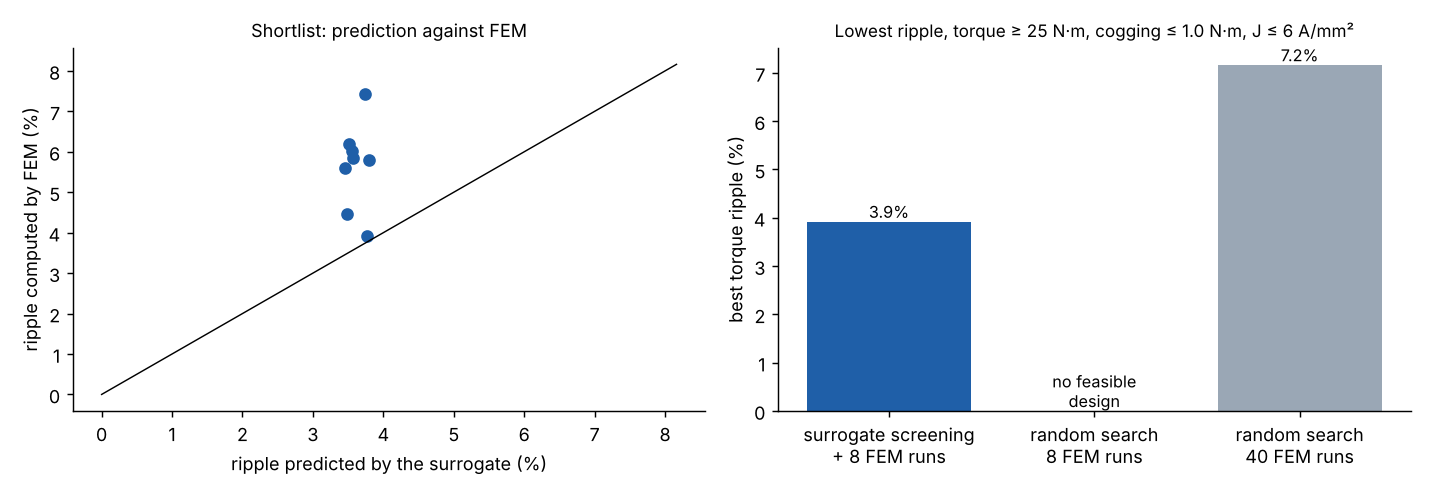 Shortlist: prediction against FEM
ripple computed by FEM (%)
8
7
6
5
4
3
2
1
0
0 1 2 3 4 5 6 7 8
ripple predicted by the surrogate (%)
Lowest ripple, torque ≥ 25 N·m, cogging ≤ 1.0 N·m, J ≤ 6 A/mm²
best torque ripple (%)
7
6
5
4
3
2
1
0
3.9%
no feasible
design
7.2%
surrogate screening
+ 8 FEM runs
random search
8 FEM runs
random search
40 FEM runs